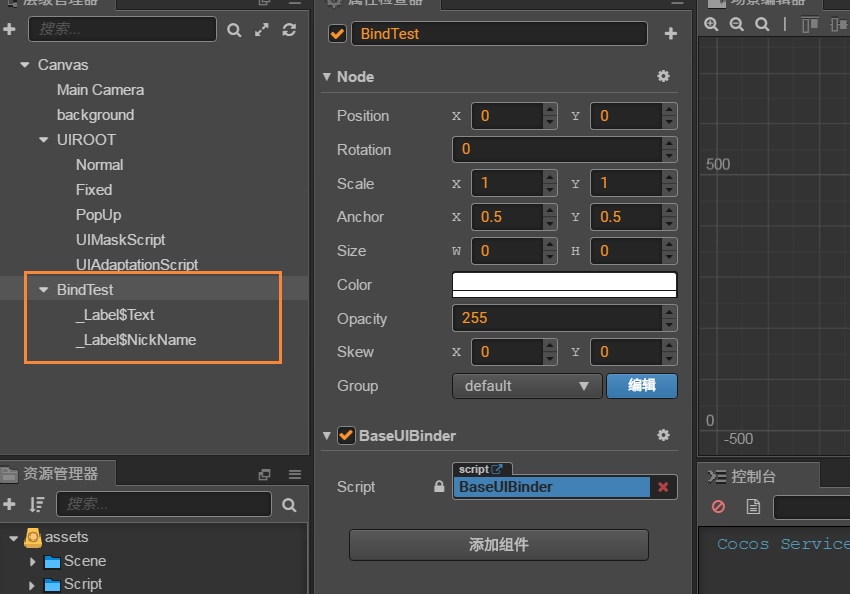 层级管理器
搜索...
Canvas
Main Camera
background
UIROOT
Normal
Fixed
PopUp
UIMaskScript
UIAdaptationScript
BindTest
_Label$Text
_Label$NickName
资源管理器
搜索...
assets
Scene
Script
属性检查器
BindTest
Node
Position X 0 Y 0
Rotation 0
Scale X 1 Y 1
Anchor X 0.5 Y 0.5
Size W 0 H 0
Color
Opacity 255
Skew X 0 Y 0
Group default 编辑
BaseUIBinder
script
Script BaseUIBinder
添加组件
场景编辑器
500
0
-500
控制台
Cocos Service